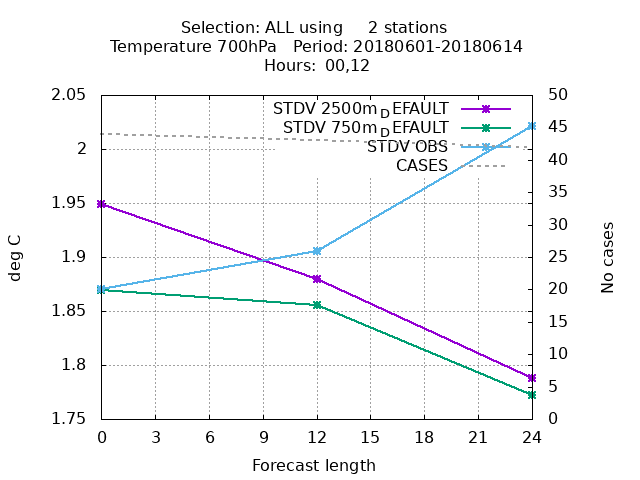 Selection: ALL using     2 stations
Temperature 700hPa   Period: 20180601-20180614
Hours: 00,12
2.05
2
1.95
1.9
1.85
1.8
1.75
deg C
STDV 2500m_DEFAULT
STDV 750m_DEFAULT
STDV OBS
CASES
50
45
40
35
30
25
20
15
10
5
0
No cases
0 3 6 9 12 15 18 21 24
Forecast length